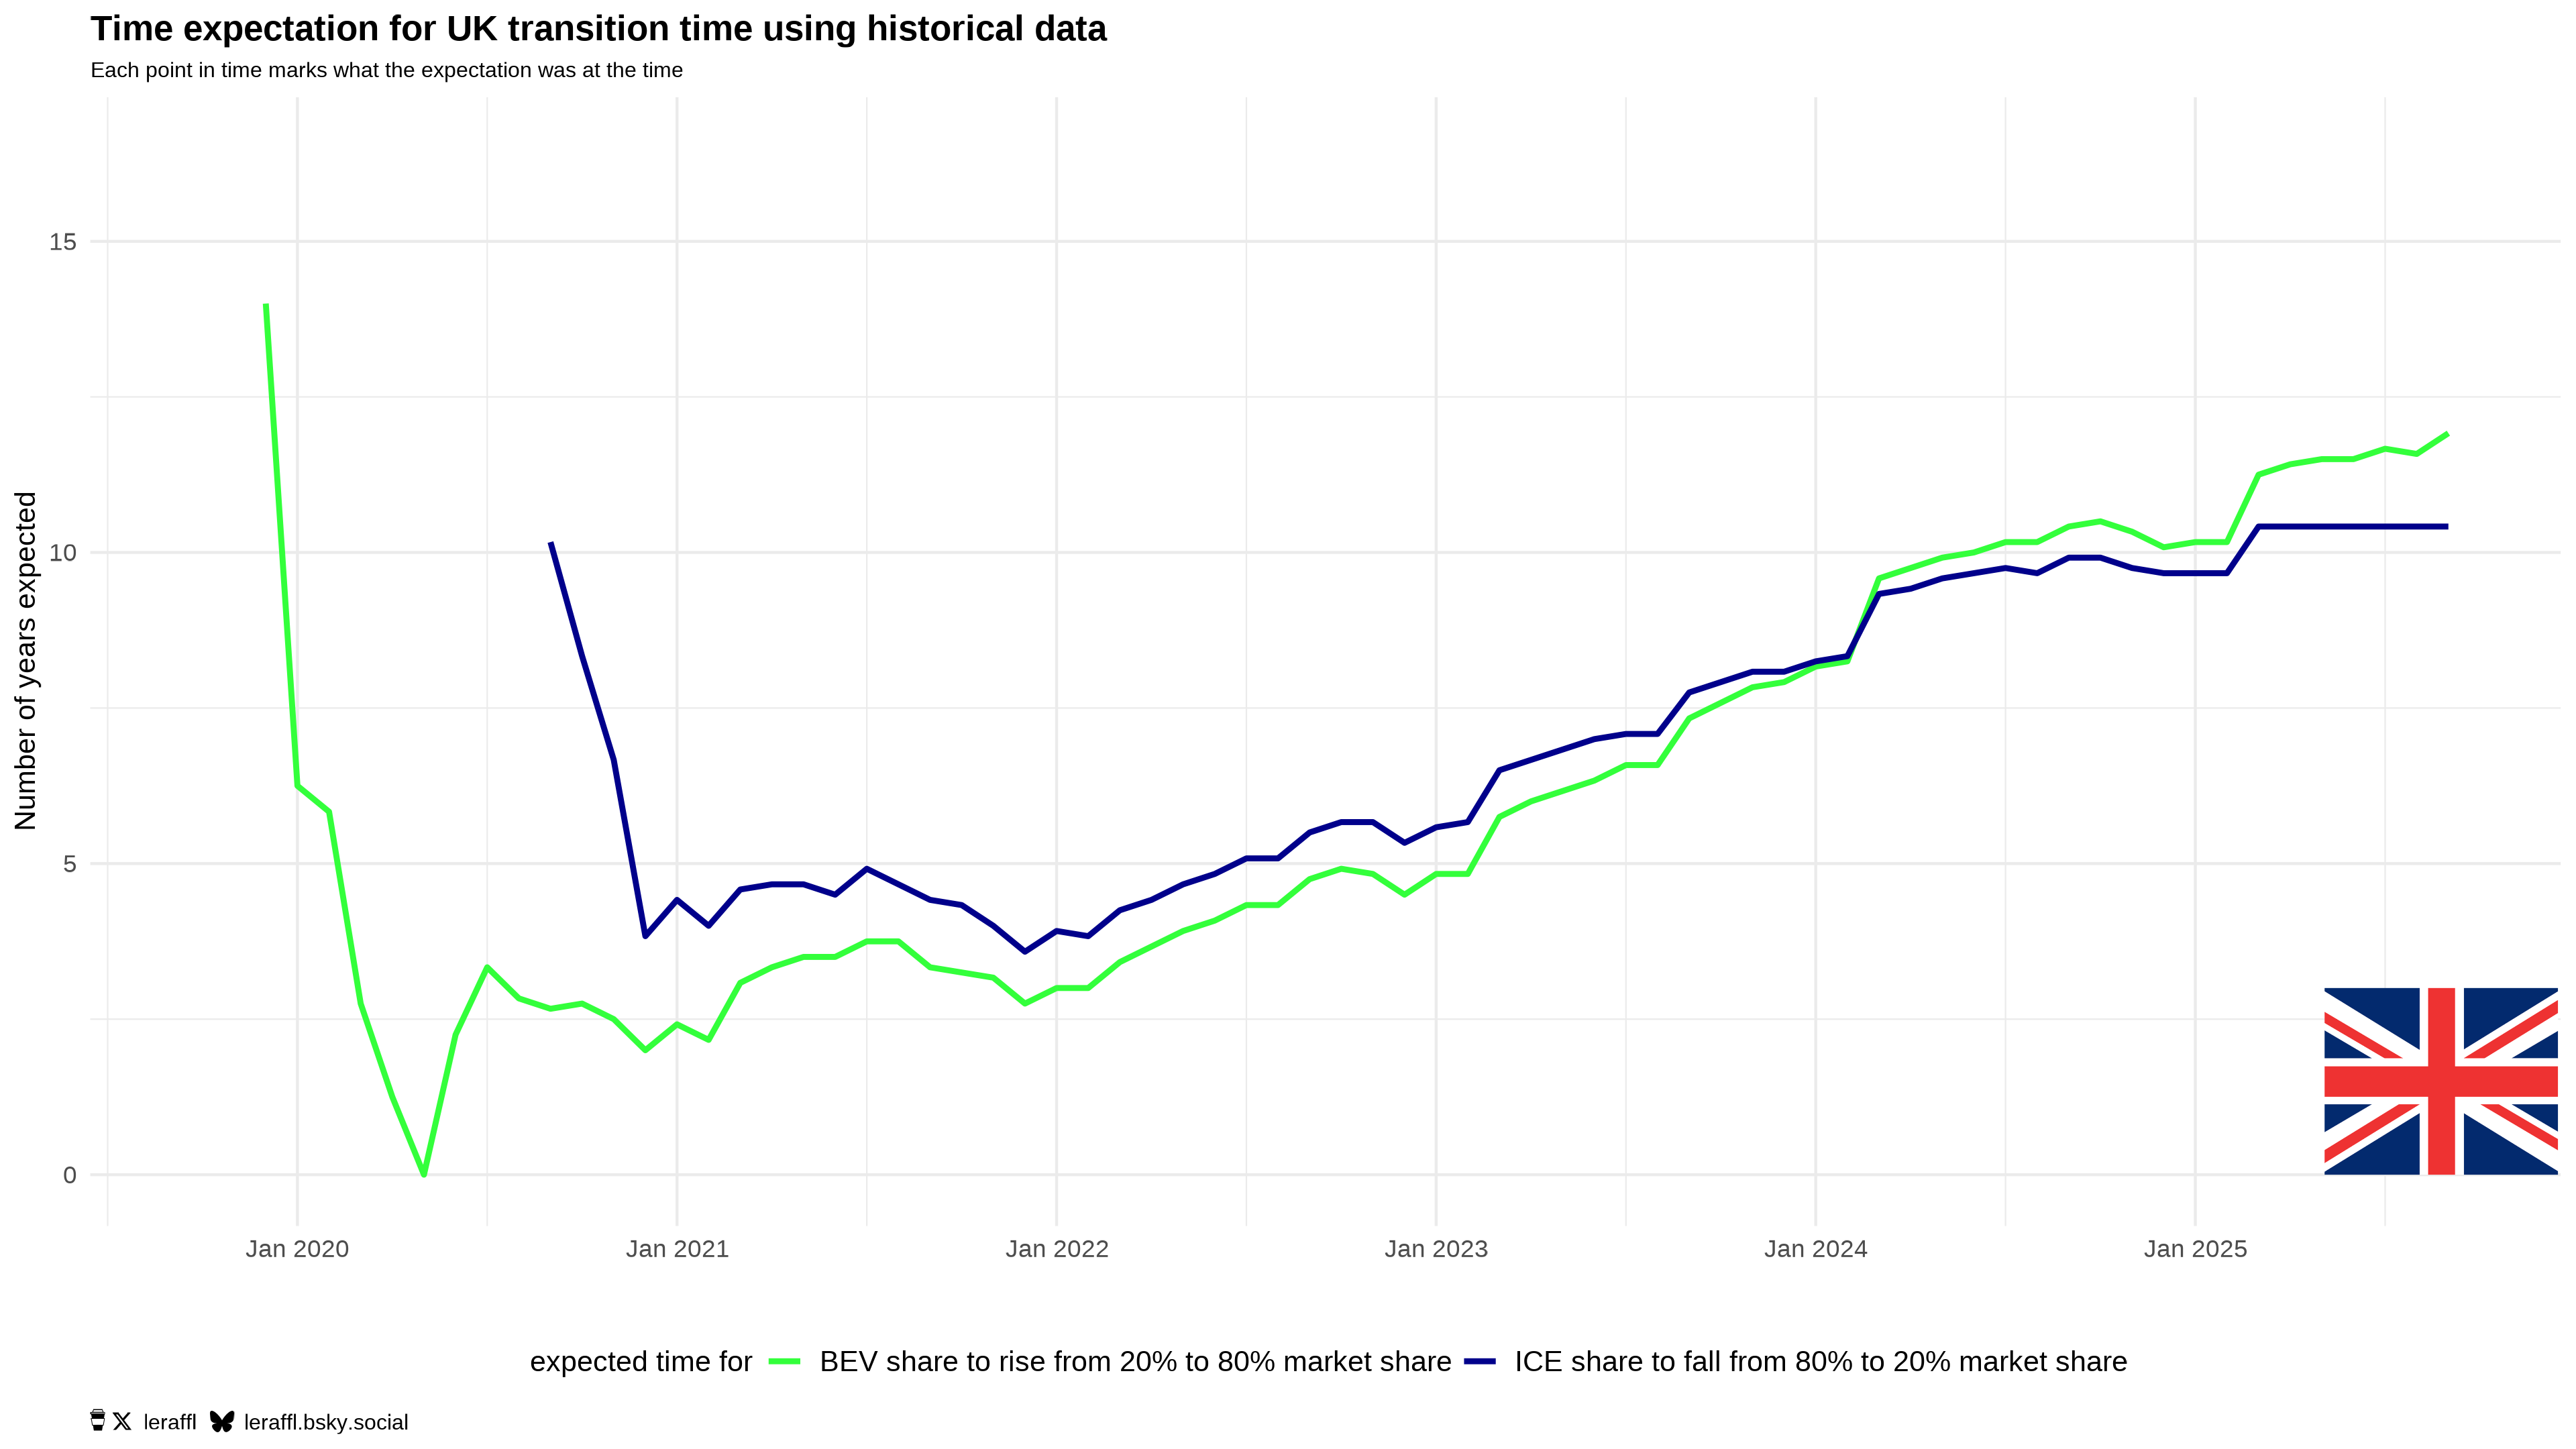 Time expectation for UK transition time using historical data
Each point in time marks what the expectation was at the time
Number of years expected
15
10
5
0
Jan 2020
Jan 2021
Jan 2022
Jan 2023
Jan 2024
Jan 2025
expected time for
BEV share to rise from 20% to 80% market share
ICE share to fall from 80% to 20% market share
leraffl
leraffl.bsky.social